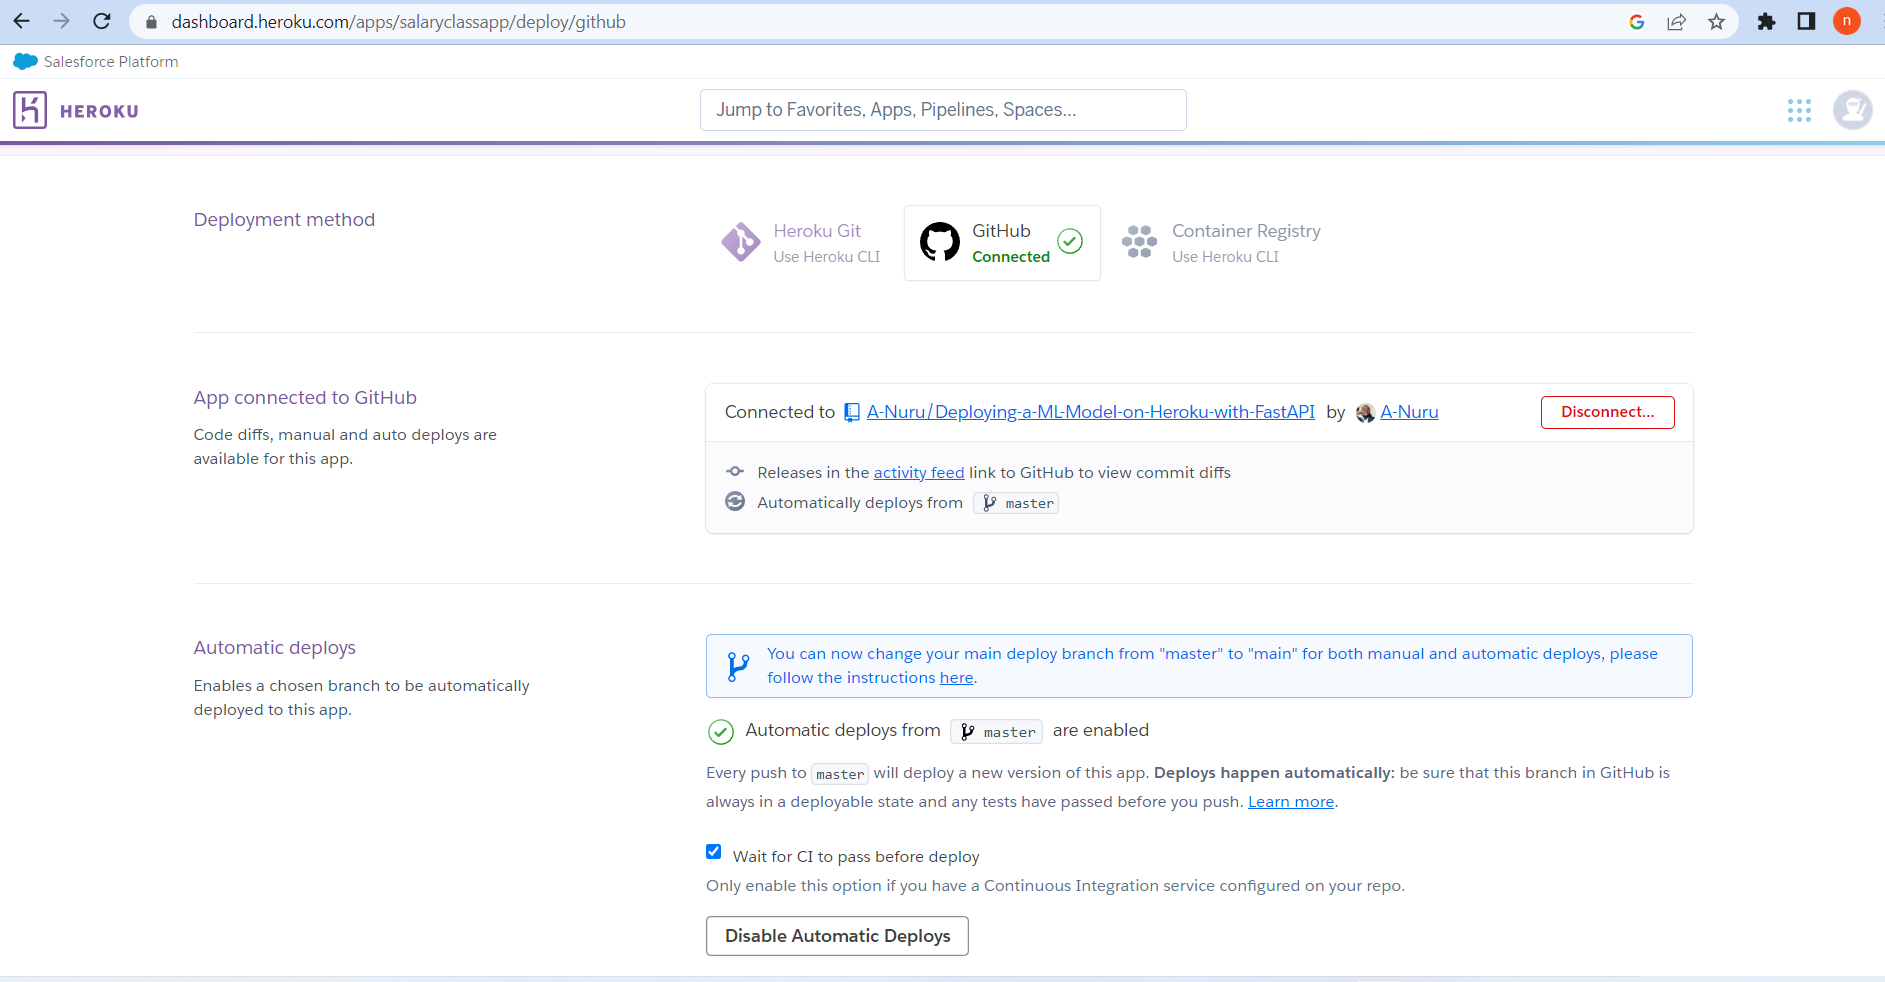 dashboard.heroku.com/apps/salaryclassapp/deploy/github
n
Salesforce Platform
HEROKU
Jump to Favorites, Apps, Pipelines, Spaces...
Deployment method
Heroku Git
Use Heroku CLI
GitHub
Connected
Container Registry
Use Heroku CLI
App connected to GitHub
Code diffs, manual and auto deploys are
available for this app.
Connected to A-Nuru/Deploying-a-ML-Model-on-Heroku-with-FastAPI by A-Nuru
Disconnect...
Releases in the activity feed link to GitHub to view commit diffs
Automatically deploys from master
Automatic deploys
Enables a chosen branch to be automatically
deployed to this app.
You can now change your main deploy branch from "master" to "main" for both manual and automatic deploys, please
follow the instructions here.
Automatic deploys from master are enabled
Every push to master will deploy a new version of this app. Deploys happen automatically: be sure that this branch in GitHub is
always in a deployable state and any tests have passed before you push. Learn more.
Wait for CI to pass before deploy
Only enable this option if you have a Continuous Integration service configured on your repo.
Disable Automatic Deploys